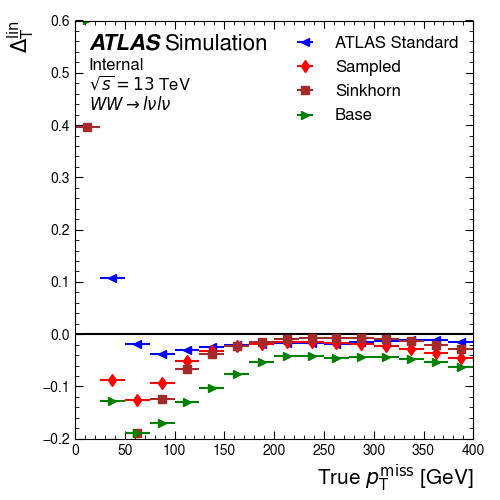 Δ_T^lin
0.6
0.5
0.4
0.3
0.2
0.1
0.0
−0.1
−0.2
ATLAS Simulation
Internal
√s = 13 TeV
WW → lνlν
ATLAS Standard
Sampled
Sinkhorn
Base
0 50 100 150 200 250 300 350 400
True p_T^miss [GeV]